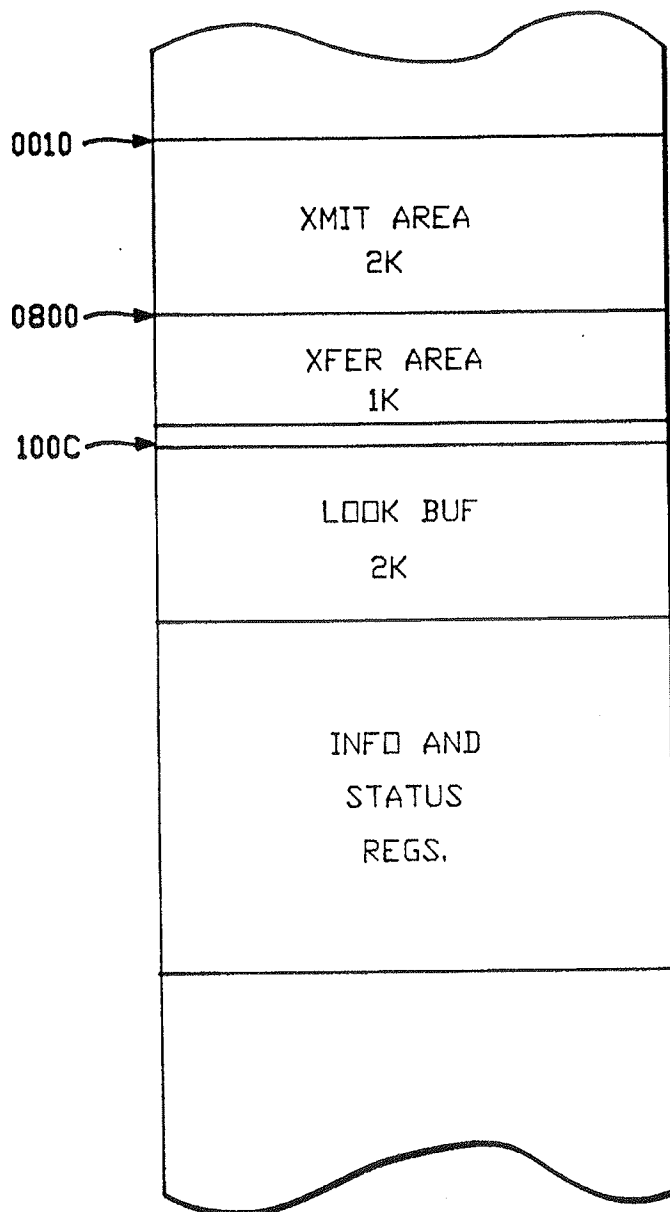 0010
XMIT AREA
2K
0800
XFER AREA
1K
100C
LOOK BUF
2K
INFO AND
STATUS
REGS.